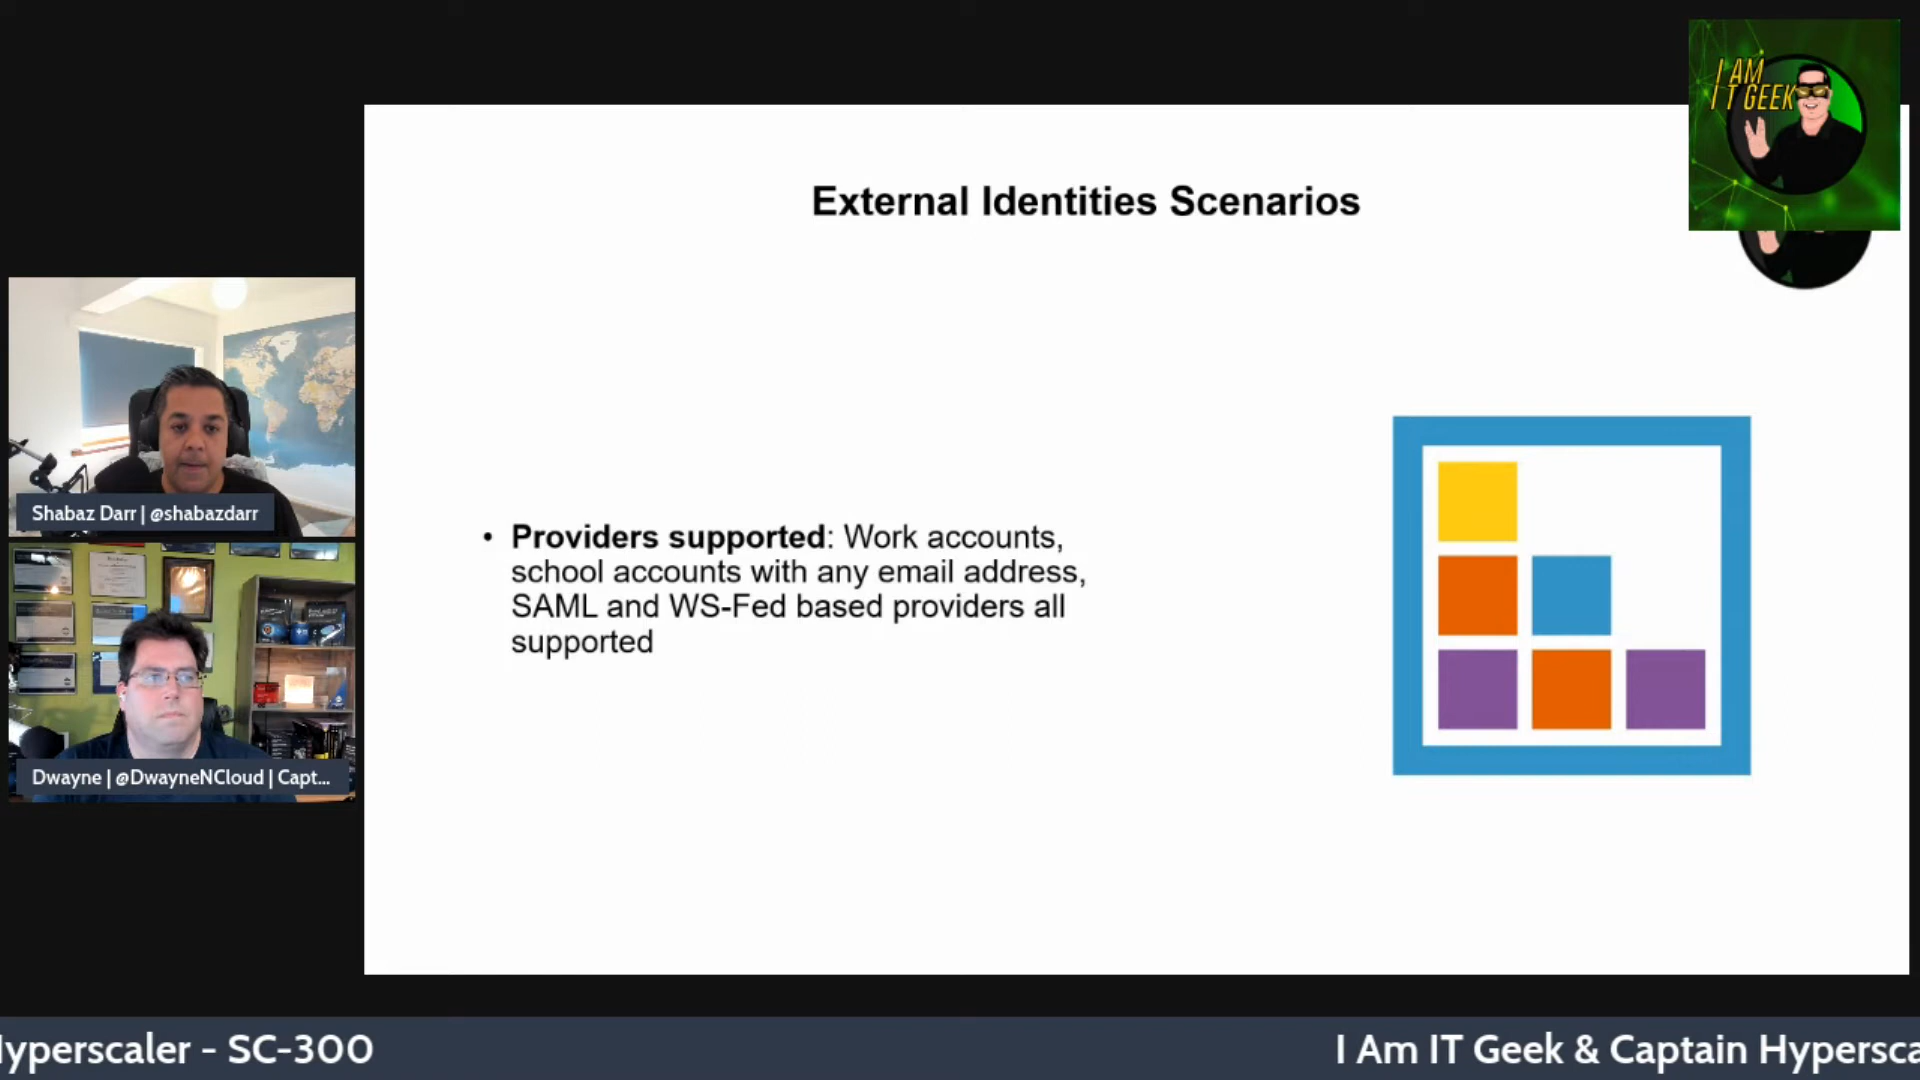 I AM
I T GEEK
External Identities Scenarios
• Providers supported: Work accounts,
school accounts with any email address,
SAML and WS-Fed based providers all
supported
Shabaz Darr | @shabazdarr
Dwayne | @DwayneNCloud | Capt...
yperscaler - SC-300
I Am IT Geek & Captain Hypersca